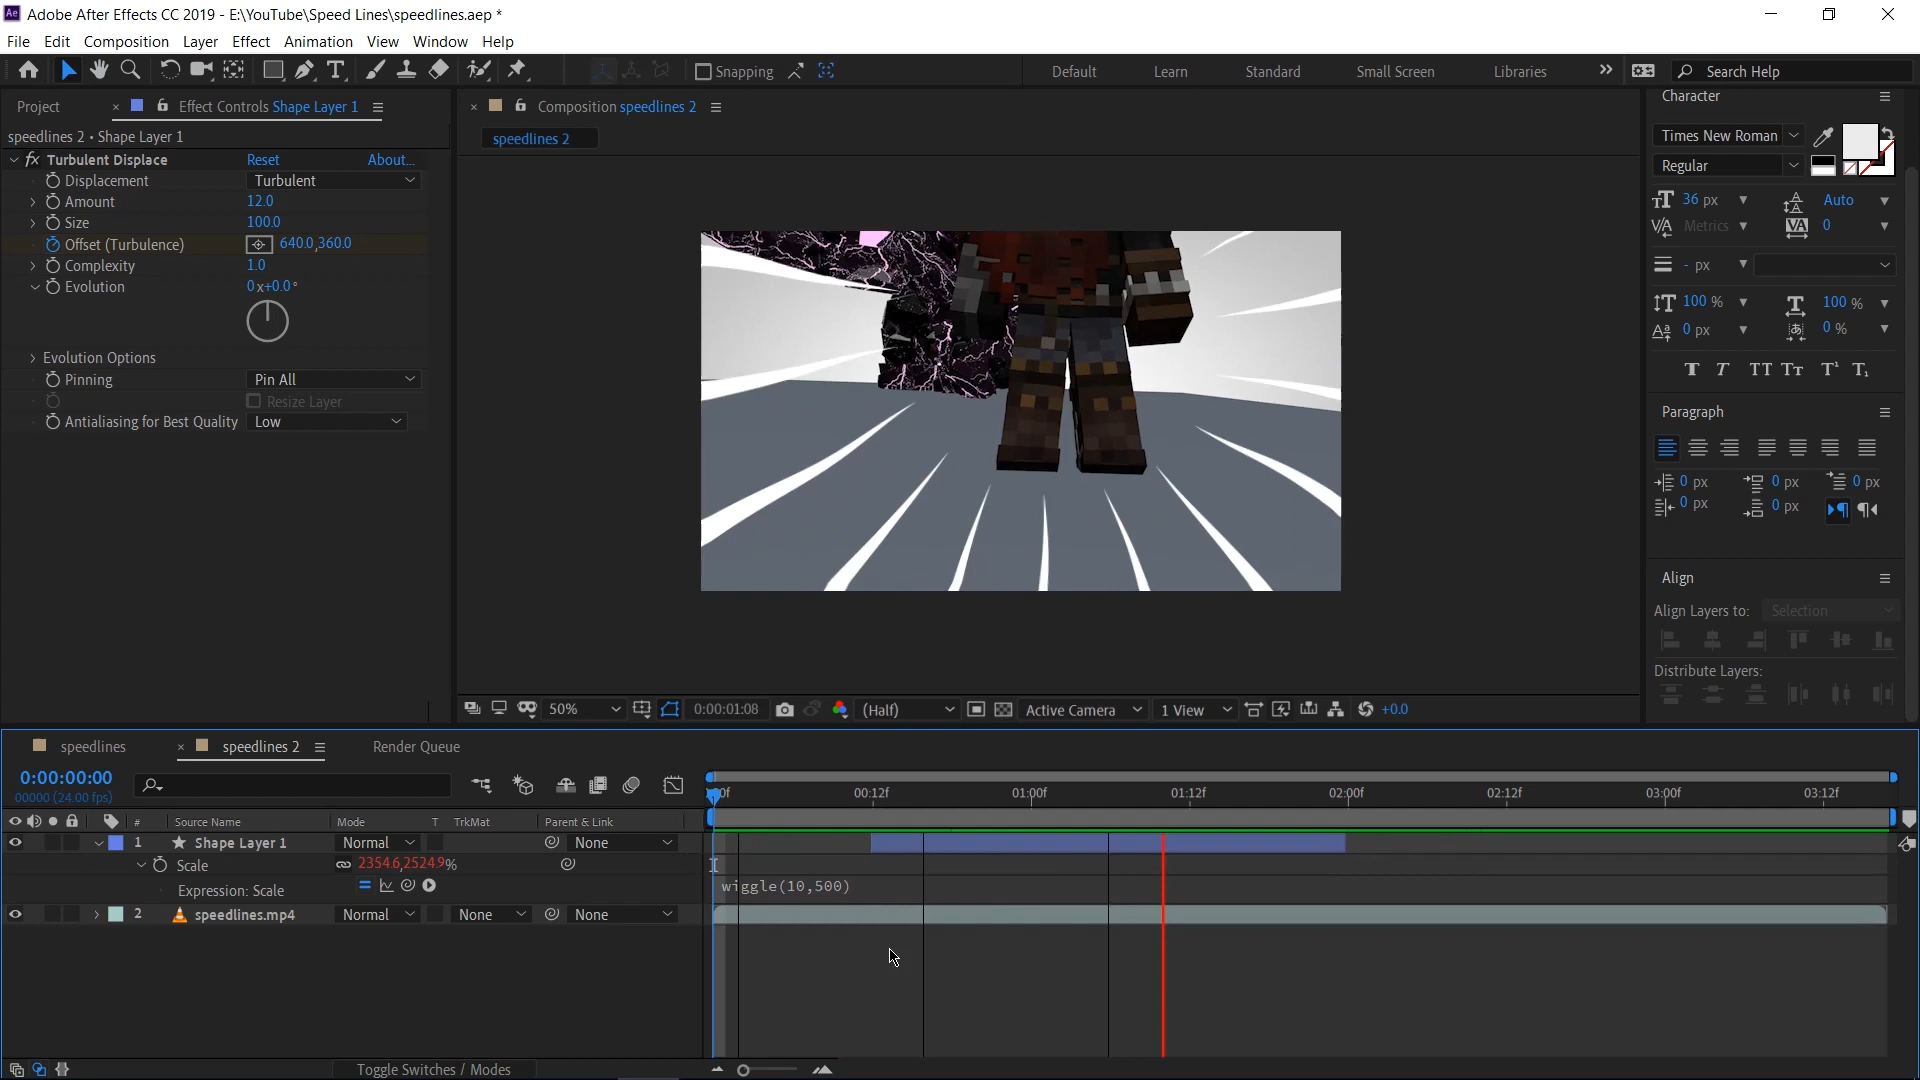 Ae Adobe After Effects CC 2019 - E:\YouTube\Speed Lines\speedlines.aep *
File Edit Composition Layer Effect Animation View Window Help
Snapping Default Learn Standard Small Screen Libraries Search Help
Project Effect Controls Shape Layer 1
speedlines 2 • Shape Layer 1
fx Turbulent Displace Reset About...
Displacement Turbulent
Amount 12.0
Size 100.0
Offset (Turbulence) 640.0,360.0
Complexity 1.0
Evolution 0x+0.0°
Evolution Options
Pinning Pin All
Resize Layer
Antialiasing for Best Quality Low
Composition speedlines 2
speedlines 2
50% 0:00:01:08 (Half) Active Camera 1 View +0.0
Character
Times New Roman
Regular
36 px Auto
Metrics 0
- px
100 % 100 %
0 px 0 %
T T TT Tt T¹ T₁
Paragraph
0 px 0 px 0 px
0 px 0 px
Align
Align Layers to: Selection
Distribute Layers:
speedlines speedlines 2 Render Queue
0:00:00:00
00000 (24.00 fps)
00f 00:12f 01:00f 01:12f 02:00f 02:12f 03:00f 03:12f
# Source Name Mode T TrkMat Parent & Link
1 Shape Layer 1 Normal None
Scale 2354.6,2524.9%
Expression: Scale wiggle(10,500)
2 speedlines.mp4 Normal None None
Toggle Switches / Modes